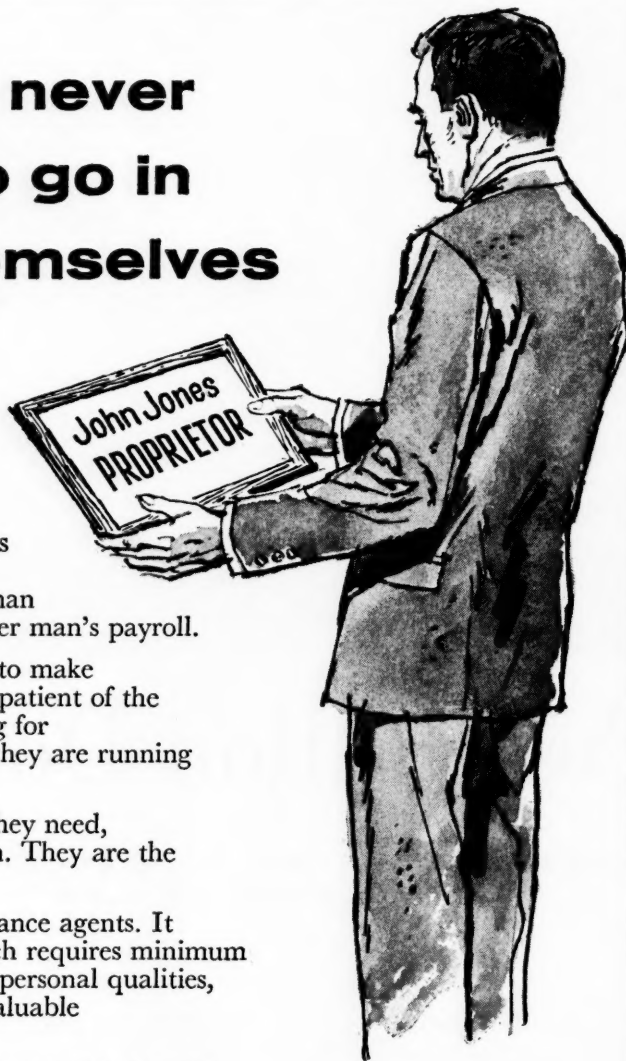 never
go in
mselves
John Jones
PROPRIETOR
s
nan
er man's payroll.
to make
patient of the
g for
hey are running
hey need,
n. They are the
ance agents. It
h requires minimum
personal qualities,
aluable